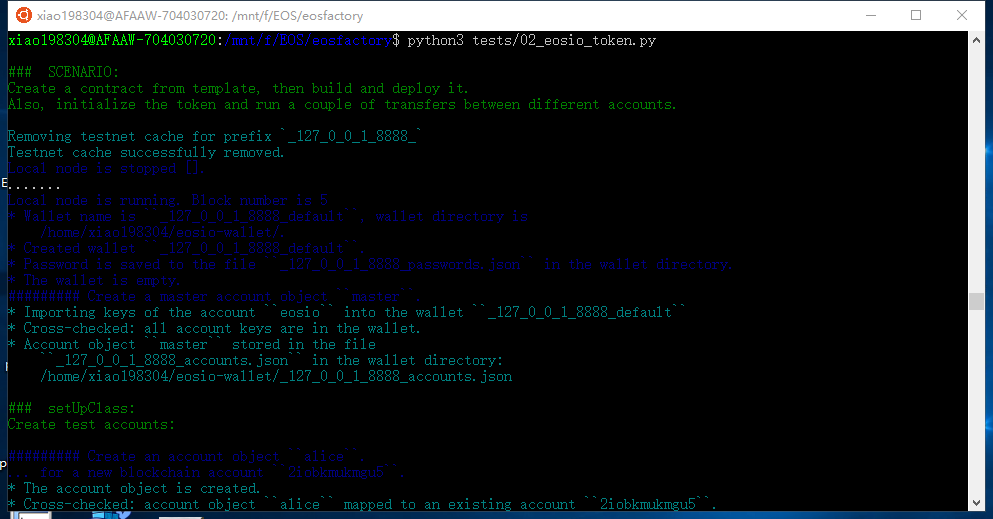 xiao198304@AFAAW-704030720: /mnt/f/EOS/eosfactory
xiao198304@AFAAW-704030720:/mnt/f/EOS/eosfactory$ python3 tests/02_eosio_token.py
### SCENARIO:
Create a contract from template, then build and deploy it.
Also, initialize the token and run a couple of transfers between different accounts.
Removing testnet cache for prefix `_127_0_0_1_8888_`
Testnet cache successfully removed.
Local node is stopped [].
.......
Local node is running. Block number is 5
* Wallet name is ``_127_0_0_1_8888_default``, wallet directory is
/home/xiao198304/eosio-wallet/.
* Created wallet ``_127_0_0_1_8888_default``.
* Password is saved to the file ``_127_0_0_1_8888_passwords.json`` in the wallet directory.
* The wallet is empty.
######### Create a master account object ``master``.
* Importing keys of the account ``eosio`` into the wallet ``_127_0_0_1_8888_default``
* Cross-checked: all account keys are in the wallet.
* Account object ``master`` stored in the file
``_127_0_0_1_8888_accounts.json`` in the wallet directory:
/home/xiao198304/eosio-wallet/_127_0_0_1_8888_accounts.json
### setUpClass:
Create test accounts:
######### Create an account object ``alice``.
... for a new blockchain account ``2iobkmukmgu5``.
* The account object is created.
* Cross-checked: account object ``alice`` mapped to an existing account ``2iobkmukmgu5``.